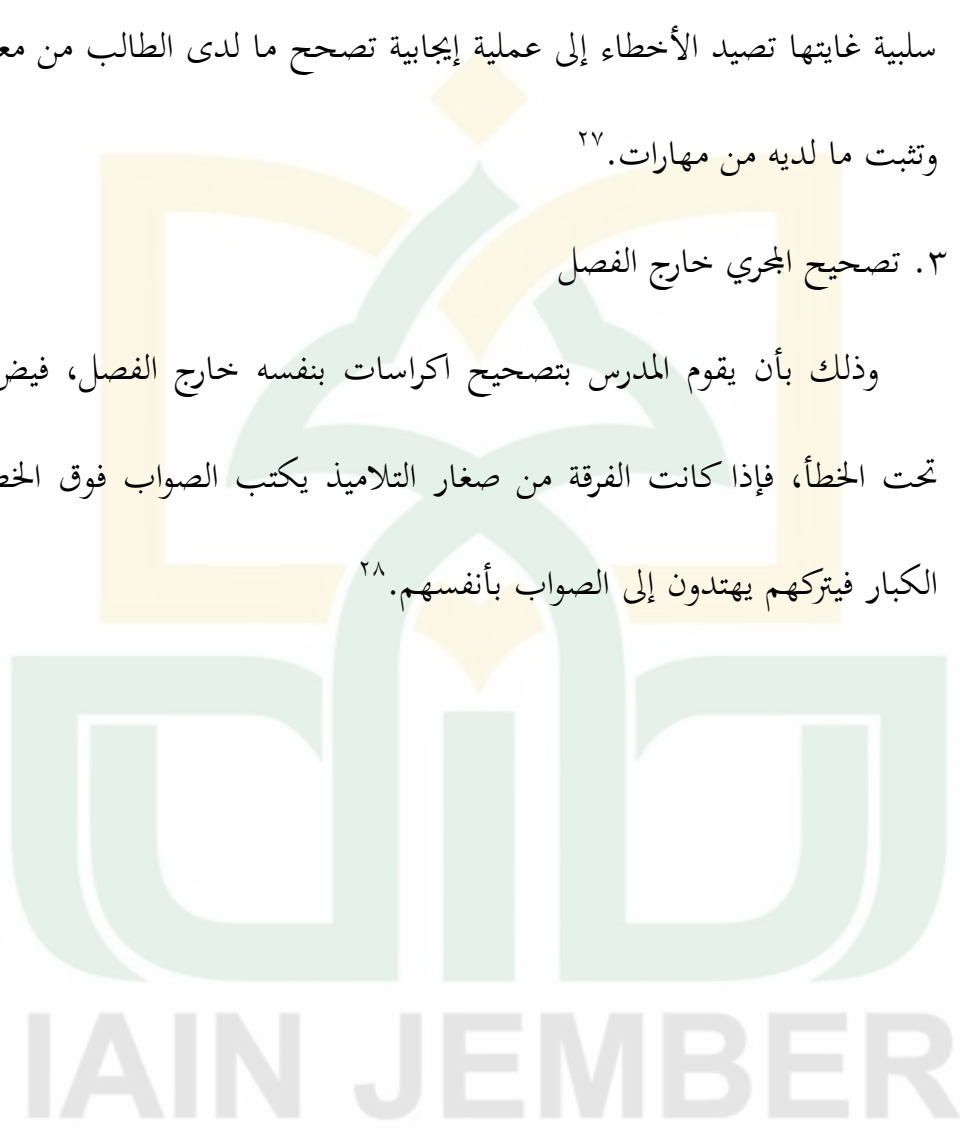 سلبية غايتها تصيد الأخطاء إلى عملية إيجابية تصحح ما لدى الطالب من
وتثبت ما لديه من مهارات.٢٧
٣. تصحيح المجري خارج الفصل
وذلك بأن يقوم المدرس بتصحيح اكراسات بنفسه خارج الفصل،
تحت الخطأ، فإذا كانت الفرقة من صغار التلاميذ يكتب الصواب فوق
الكبار فيتركهم يهتدون إلى الصواب بأنفسهم.٢٨
IAIN JEMBER